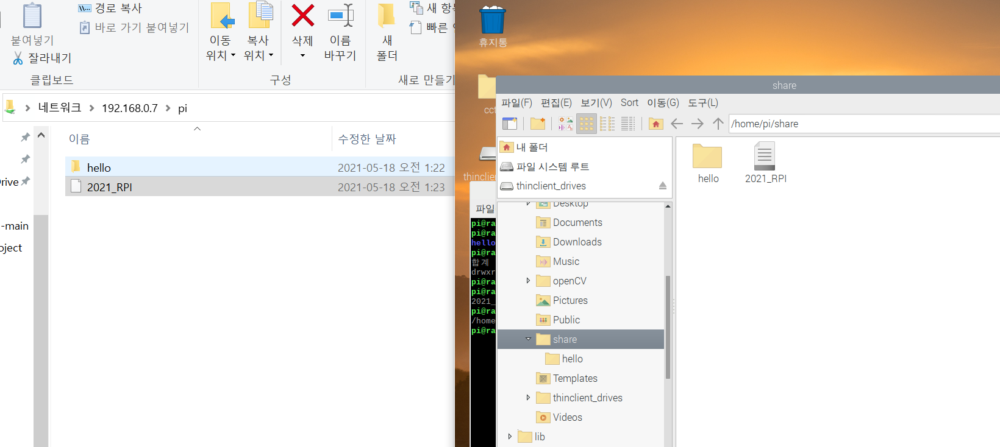 경로 복사
붙여넣기
바로 가기 붙여넣기
잘라내기
클립보드
이동
위치
복사
위치
삭제
이름
바꾸기
구성
새
폴더
새 항목
빠른
새로 만들기
네트워크 > 192.168.0.7 > pi
이름
수정한 날짜
hello
2021-05-18 오전 1:22
2021_RPI
2021-05-18 오전 1:23
rive
-main
oject
휴지통
thinclien
파일
pi@ra
pi@ra
hello
pi@ra
합계
drwxr
pi@ra
pi@ra
2021_
pi@ra
/home
pi@ra
share
파일(F) 편집(E) 보기(V) Sort 이동(G) 도구(L)
/home/pi/share
내 폴더
파일 시스템 루트
thinclient_drives
Desktop
Documents
Downloads
Music
openCV
Pictures
Public
share
hello
Templates
thinclient_drives
Videos
lib
hello
2021_RPI